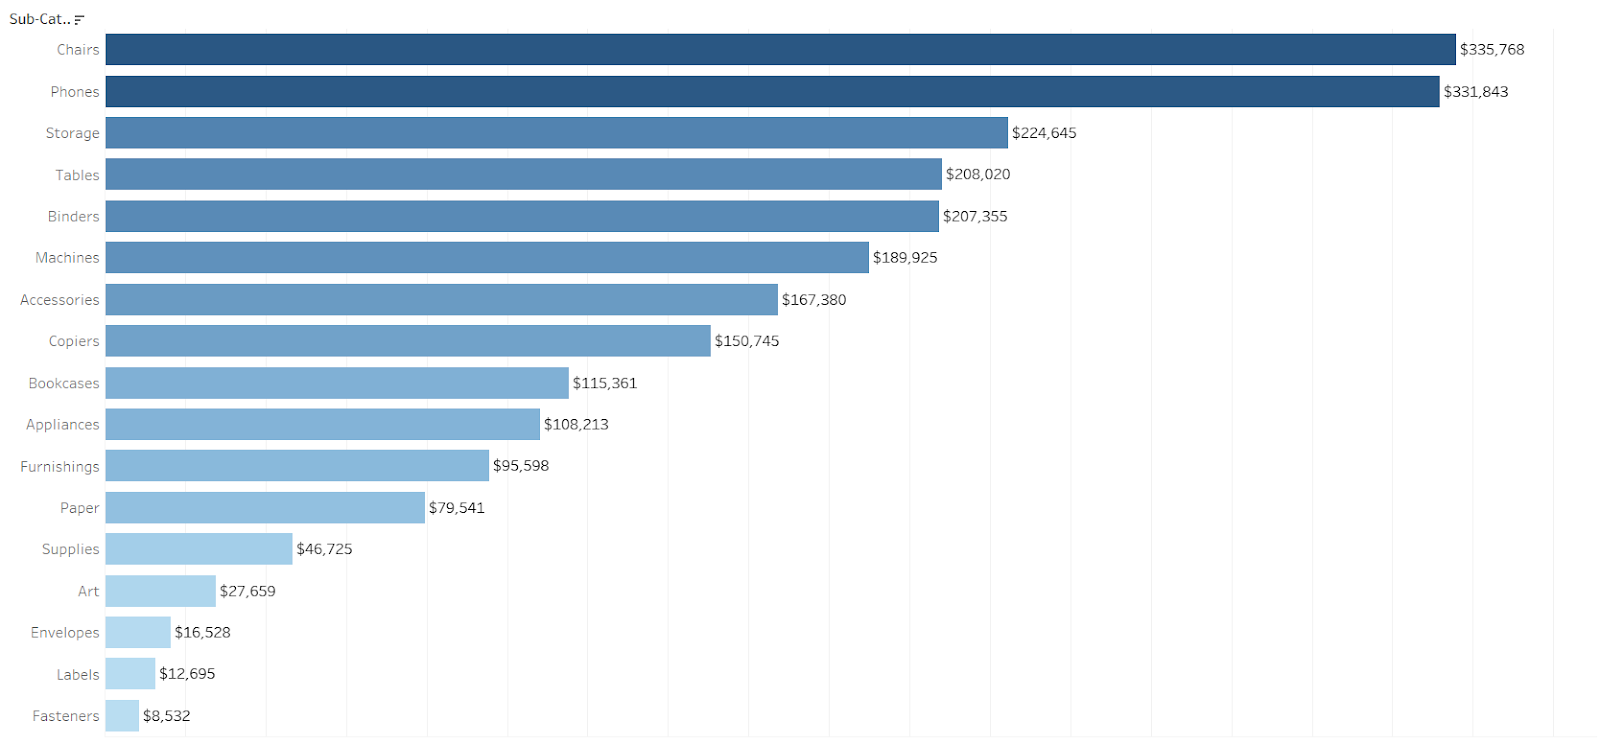 Sub-Cat..
Chairs $335,768
Phones $331,843
Storage $224,645
Tables $208,020
Binders $207,355
Machines $189,925
Accessories $167,380
Copiers $150,745
Bookcases $115,361
Appliances $108,213
Furnishings $95,598
Paper $79,541
Supplies $46,725
Art $27,659
Envelopes $16,528
Labels $12,695
Fasteners $8,532